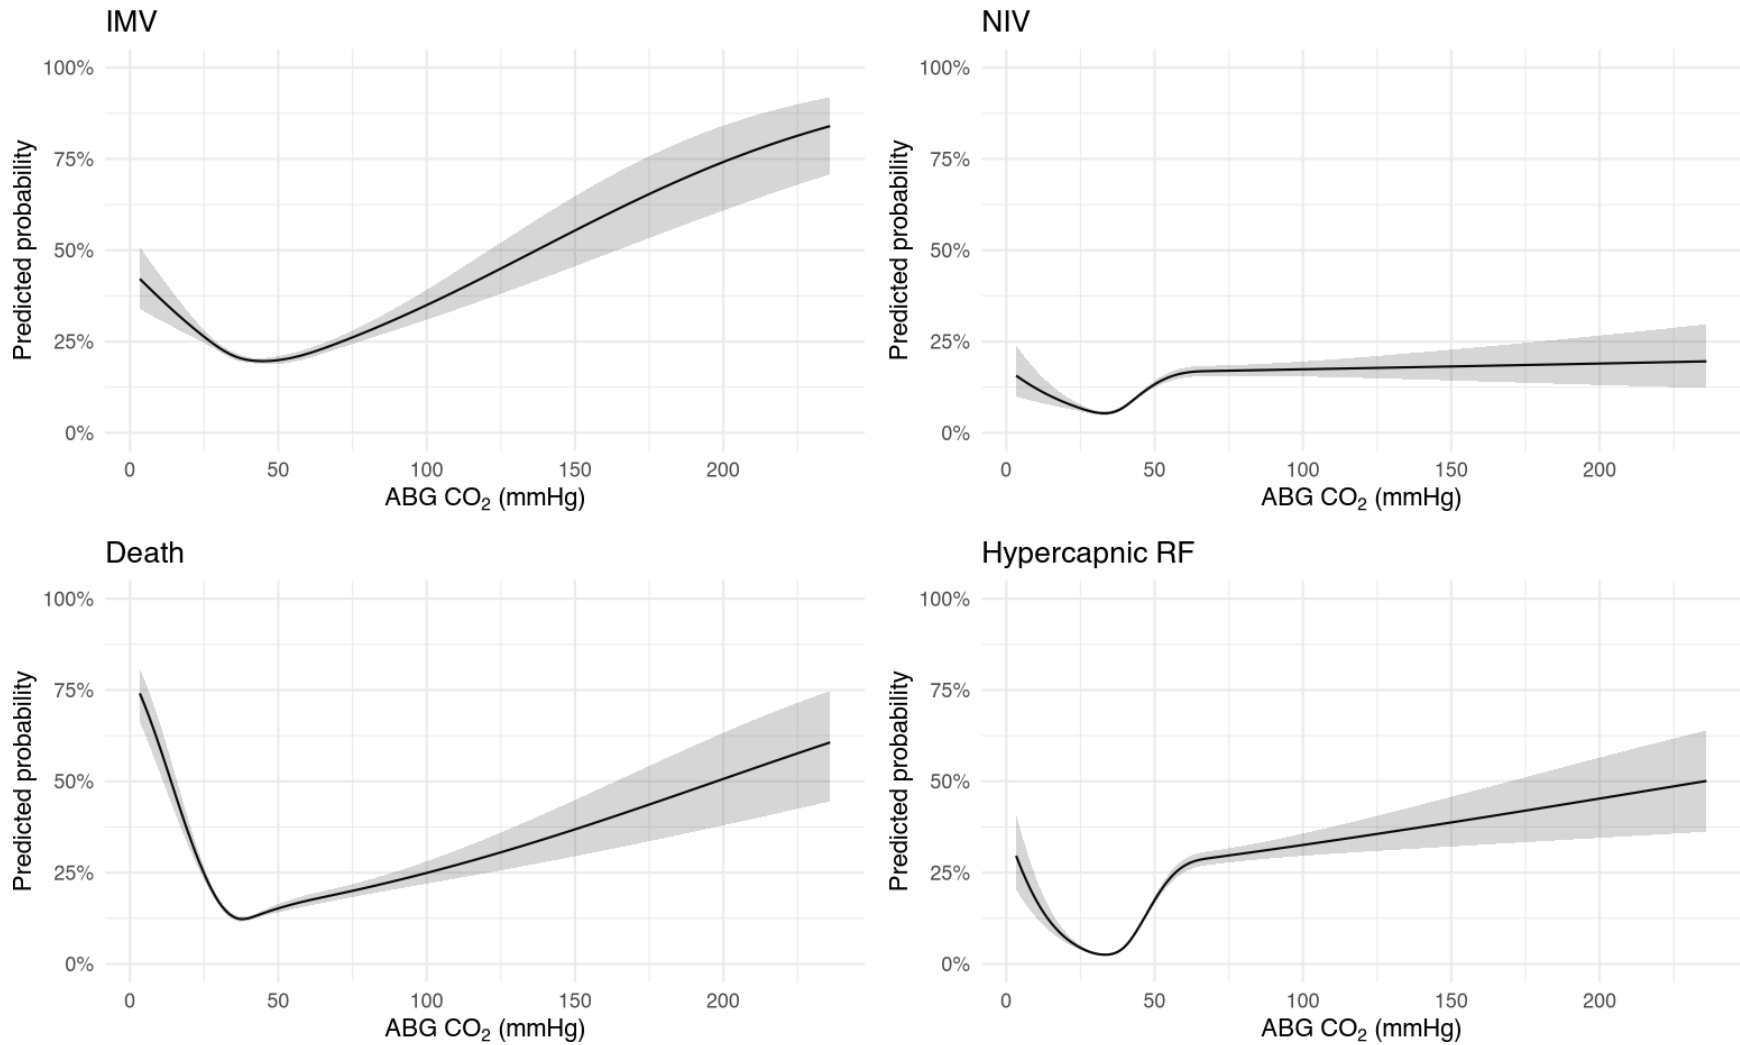 IMV
100%
75%
50%
25%
0%
Predicted probability
0 50 100 150 200
ABG CO₂ (mmHg)
NIV
100%
75%
50%
25%
0%
Predicted probability
0 50 100 150 200
ABG CO₂ (mmHg)
Death
100%
75%
50%
25%
0%
Predicted probability
0 50 100 150 200
ABG CO₂ (mmHg)
Hypercapnic RF
100%
75%
50%
25%
0%
Predicted probability
0 50 100 150 200
ABG CO₂ (mmHg)